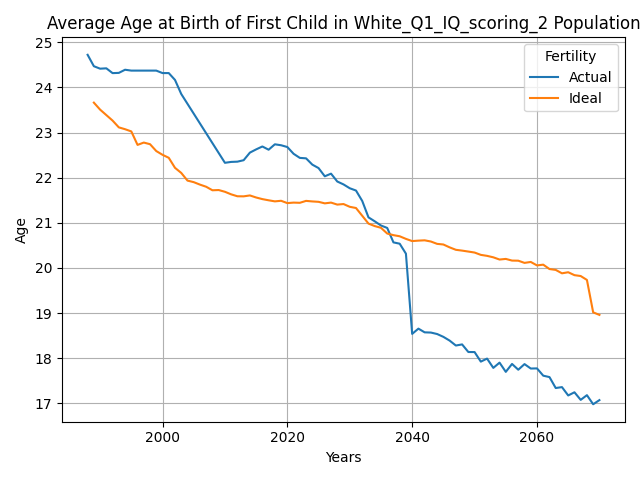 Average Age at Birth of First Child in White_Q1_IQ_scoring_2 Population
Fertility
Actual
Ideal
Age
25
24
23
22
21
20
19
18
17
2000
2020
2040
2060
Years